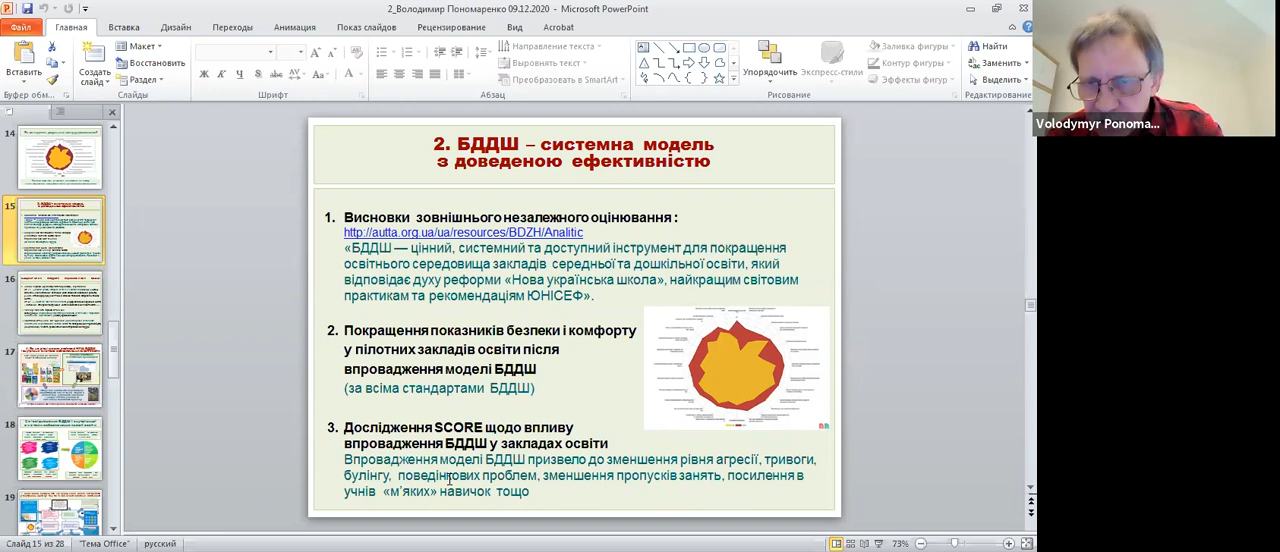 2_Володимир Пономаренко 09.12.2020 - Microsoft PowerPoint
Файл Главная Вставка Дизайн Переходы Анимация Показ слайдов Рецензирование Вид Acrobat
Вставить
Буфер обм...
Создать слайд
Макет
Восстановить
Раздел
Слайды
Шрифт
Направление текста
Выровнять текст
Преобразовать в SmartArt
Абзац
Упорядочить
Экспресс-стили
Заливка фигуры
Контур фигуры
Эффекты фигур
Рисование
Найти
Заменить
Выделить
Редактирование
Volodymyr Ponoma...
14
15
16
17
18
19
2. БДДШ – системна модель
з доведеною ефективністю
1. Висновки зовнішнього незалежного оцінювання :
http://autta.org.ua/ua/resources/BDZH/Analitic
«БДДШ — цінний, системий та доступний інструмент для покращення
освітнього середовища закладів середньої та дошкільної освіти, який
відповідає духу реформи «Нова українська школа», найкращим світовим
практикам та рекомендаціям ЮНІСЕФ».
2. Покращення показників безпеки і комфорту
у пілотних закладів освіти після
впровадження моделі БДДШ
(за всіма стандартами БДДШ)
3. Дослідження SCORE щодо впливу
впровадження БДДШ у закладах освіти
Впровадження моделі БДДШ призвело до зменшення рівня агресії, тривоги,
булінгу, поведінкових проблем, зменшення пропусків занять, посилення в
учнів «м’яких» навичок тощо
Слайд 15 из 28 "Тема Office" русский 73%